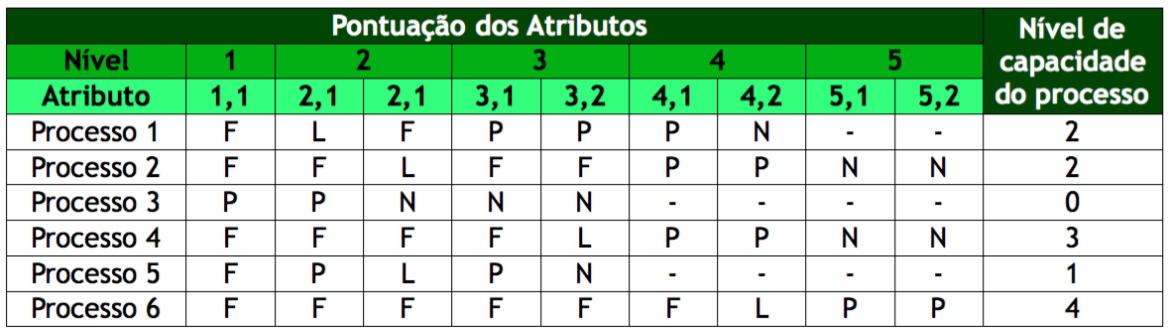 Pontuação dos Atributos Nível de capacidade do processo
Nível 1 2 3 4 5
Atributo 1,1 2,1 2,1 3,1 3,2 4,1 4,2 5,1 5,2
Processo 1 F L F P P P N - - 2
Processo 2 F F L F F P P N N 2
Processo 3 P P N N N - - - - 0
Processo 4 F F F F L P P N N 3
Processo 5 F P L P N - - - - 1
Processo 6 F F F F F F L P P 4